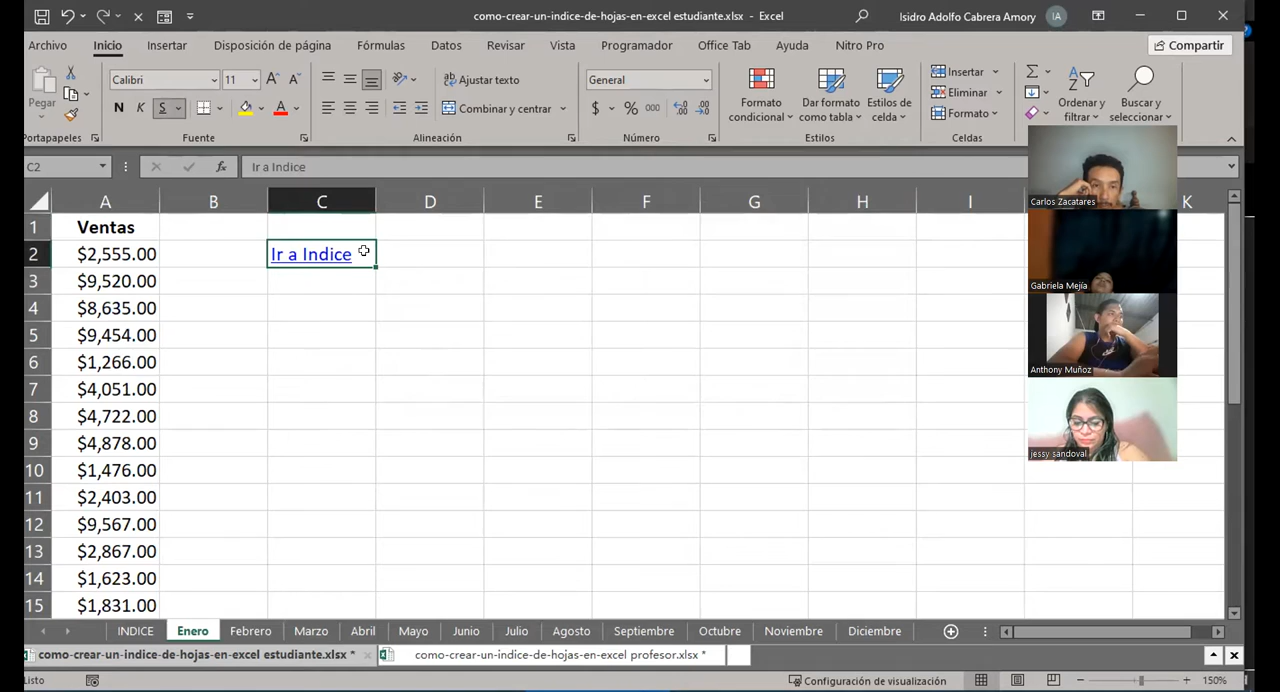 como-crear-un-indice-de-hojas-en-excel estudiante.xlsx - Excel
Isidro Adolfo Cabrera Amory
IA
Archivo
Inicio
Insertar
Disposición de página
Fórmulas
Datos
Revisar
Vista
Programador
Office Tab
Ayuda
Nitro Pro
Compartir
Pegar
Calibri
11
N
K
S
Ajustar texto
Combinar y centrar
General
$
%
000
Formato condicional
Dar formato como tabla
Estilos de celda
Insertar
Eliminar
Formato
Ordenar y filtrar
Buscar y seleccionar
Portapapeles
Fuente
Alineación
Número
Estilos
Celdas
C2
fx
Ir a Indice
A B C D E F G H I K
1 Ventas
2 $2,555.00 Ir a Indice
3 $9,520.00
4 $8,635.00
5 $9,454.00
6 $1,266.00
7 $4,051.00
8 $4,722.00
9 $4,878.00
10 $1,476.00
11 $2,403.00
12 $9,567.00
13 $2,867.00
14 $1,623.00
15 $1,831.00
Carlos Zacatares
Gabriela Mejía
Anthony Muñoz
jessy sandoval
INDICE
Enero
Febrero
Marzo
Abril
Mayo
Junio
Julio
Agosto
Septiembre
Octubre
Noviembre
Diciembre
como-crear-un-indice-de-hojas-en-excel estudiante.xlsx *
como-crear-un-indice-de-hojas-en-excel profesor.xlsx *
Listo
Configuración de visualización
150%